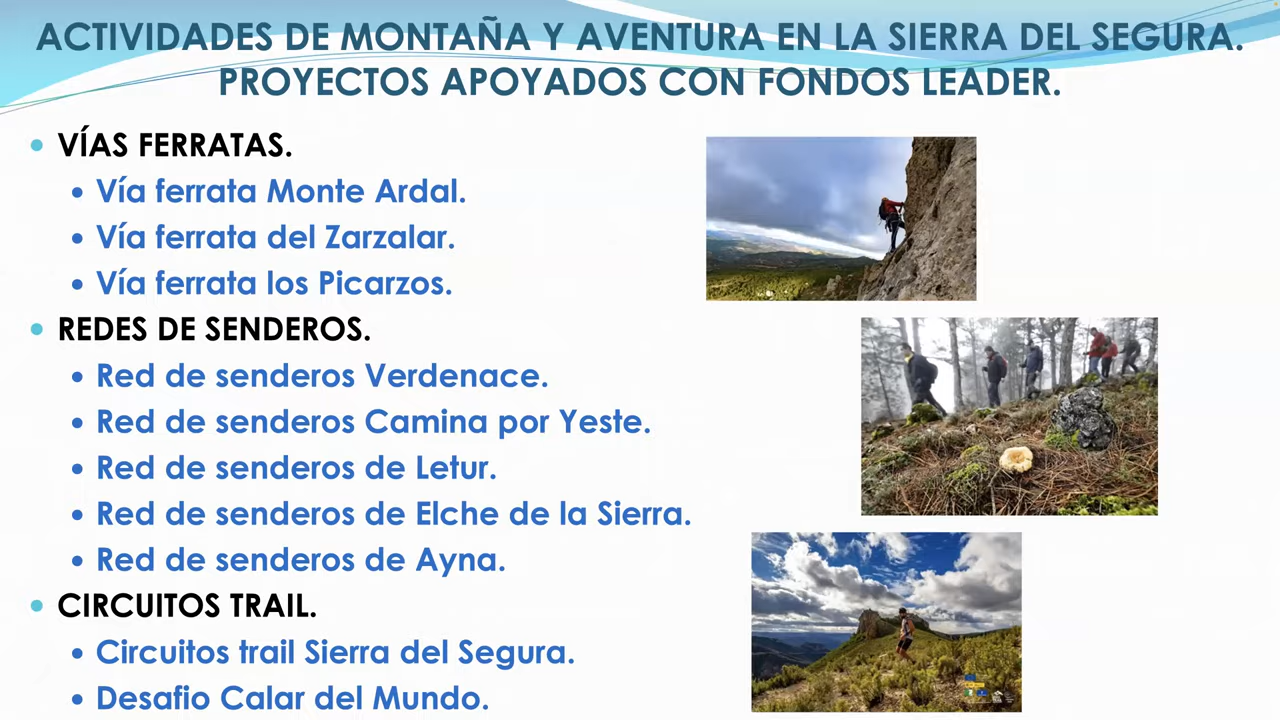 ACTIVIDADES DE MONTAÑA Y AVENTURA EN LA SIERRA DEL SEGURA.
PROYECTOS APOYADOS CON FONDOS LEADER.
VÍAS FERRATAS.
Vía ferrata Monte Ardal.
Vía ferrata del Zarzalar.
Vía ferrata los Picarzos.
REDES DE SENDEROS.
Red de senderos Verdenace.
Red de senderos Camina por Yeste.
Red de senderos de Letur.
Red de senderos de Elche de la Sierra.
Red de senderos de Ayna.
CIRCUITOS TRAIL.
Circuitos trail Sierra del Segura.
Desafio Calar del Mundo.